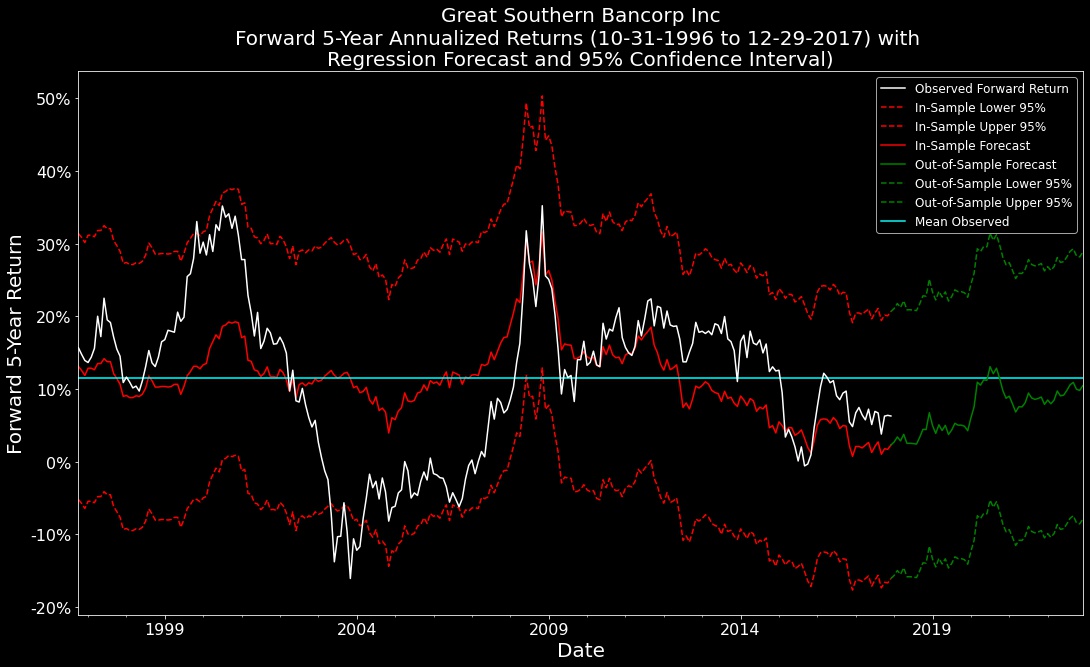 Great Southern Bancorp Inc
Forward 5-Year Annualized Returns (10-31-1996 to 12-29-2017) with
Regression Forecast and 95% Confidence Interval)
Forward 5-Year Return
50%
40%
30%
20%
10%
0%
-10%
-20%
Observed Forward Return
In-Sample Lower 95%
In-Sample Upper 95%
In-Sample Forecast
Out-of-Sample Forecast
Out-of-Sample Lower 95%
Out-of-Sample Upper 95%
Mean Observed
1999 2004 2009 2014 2019
Date